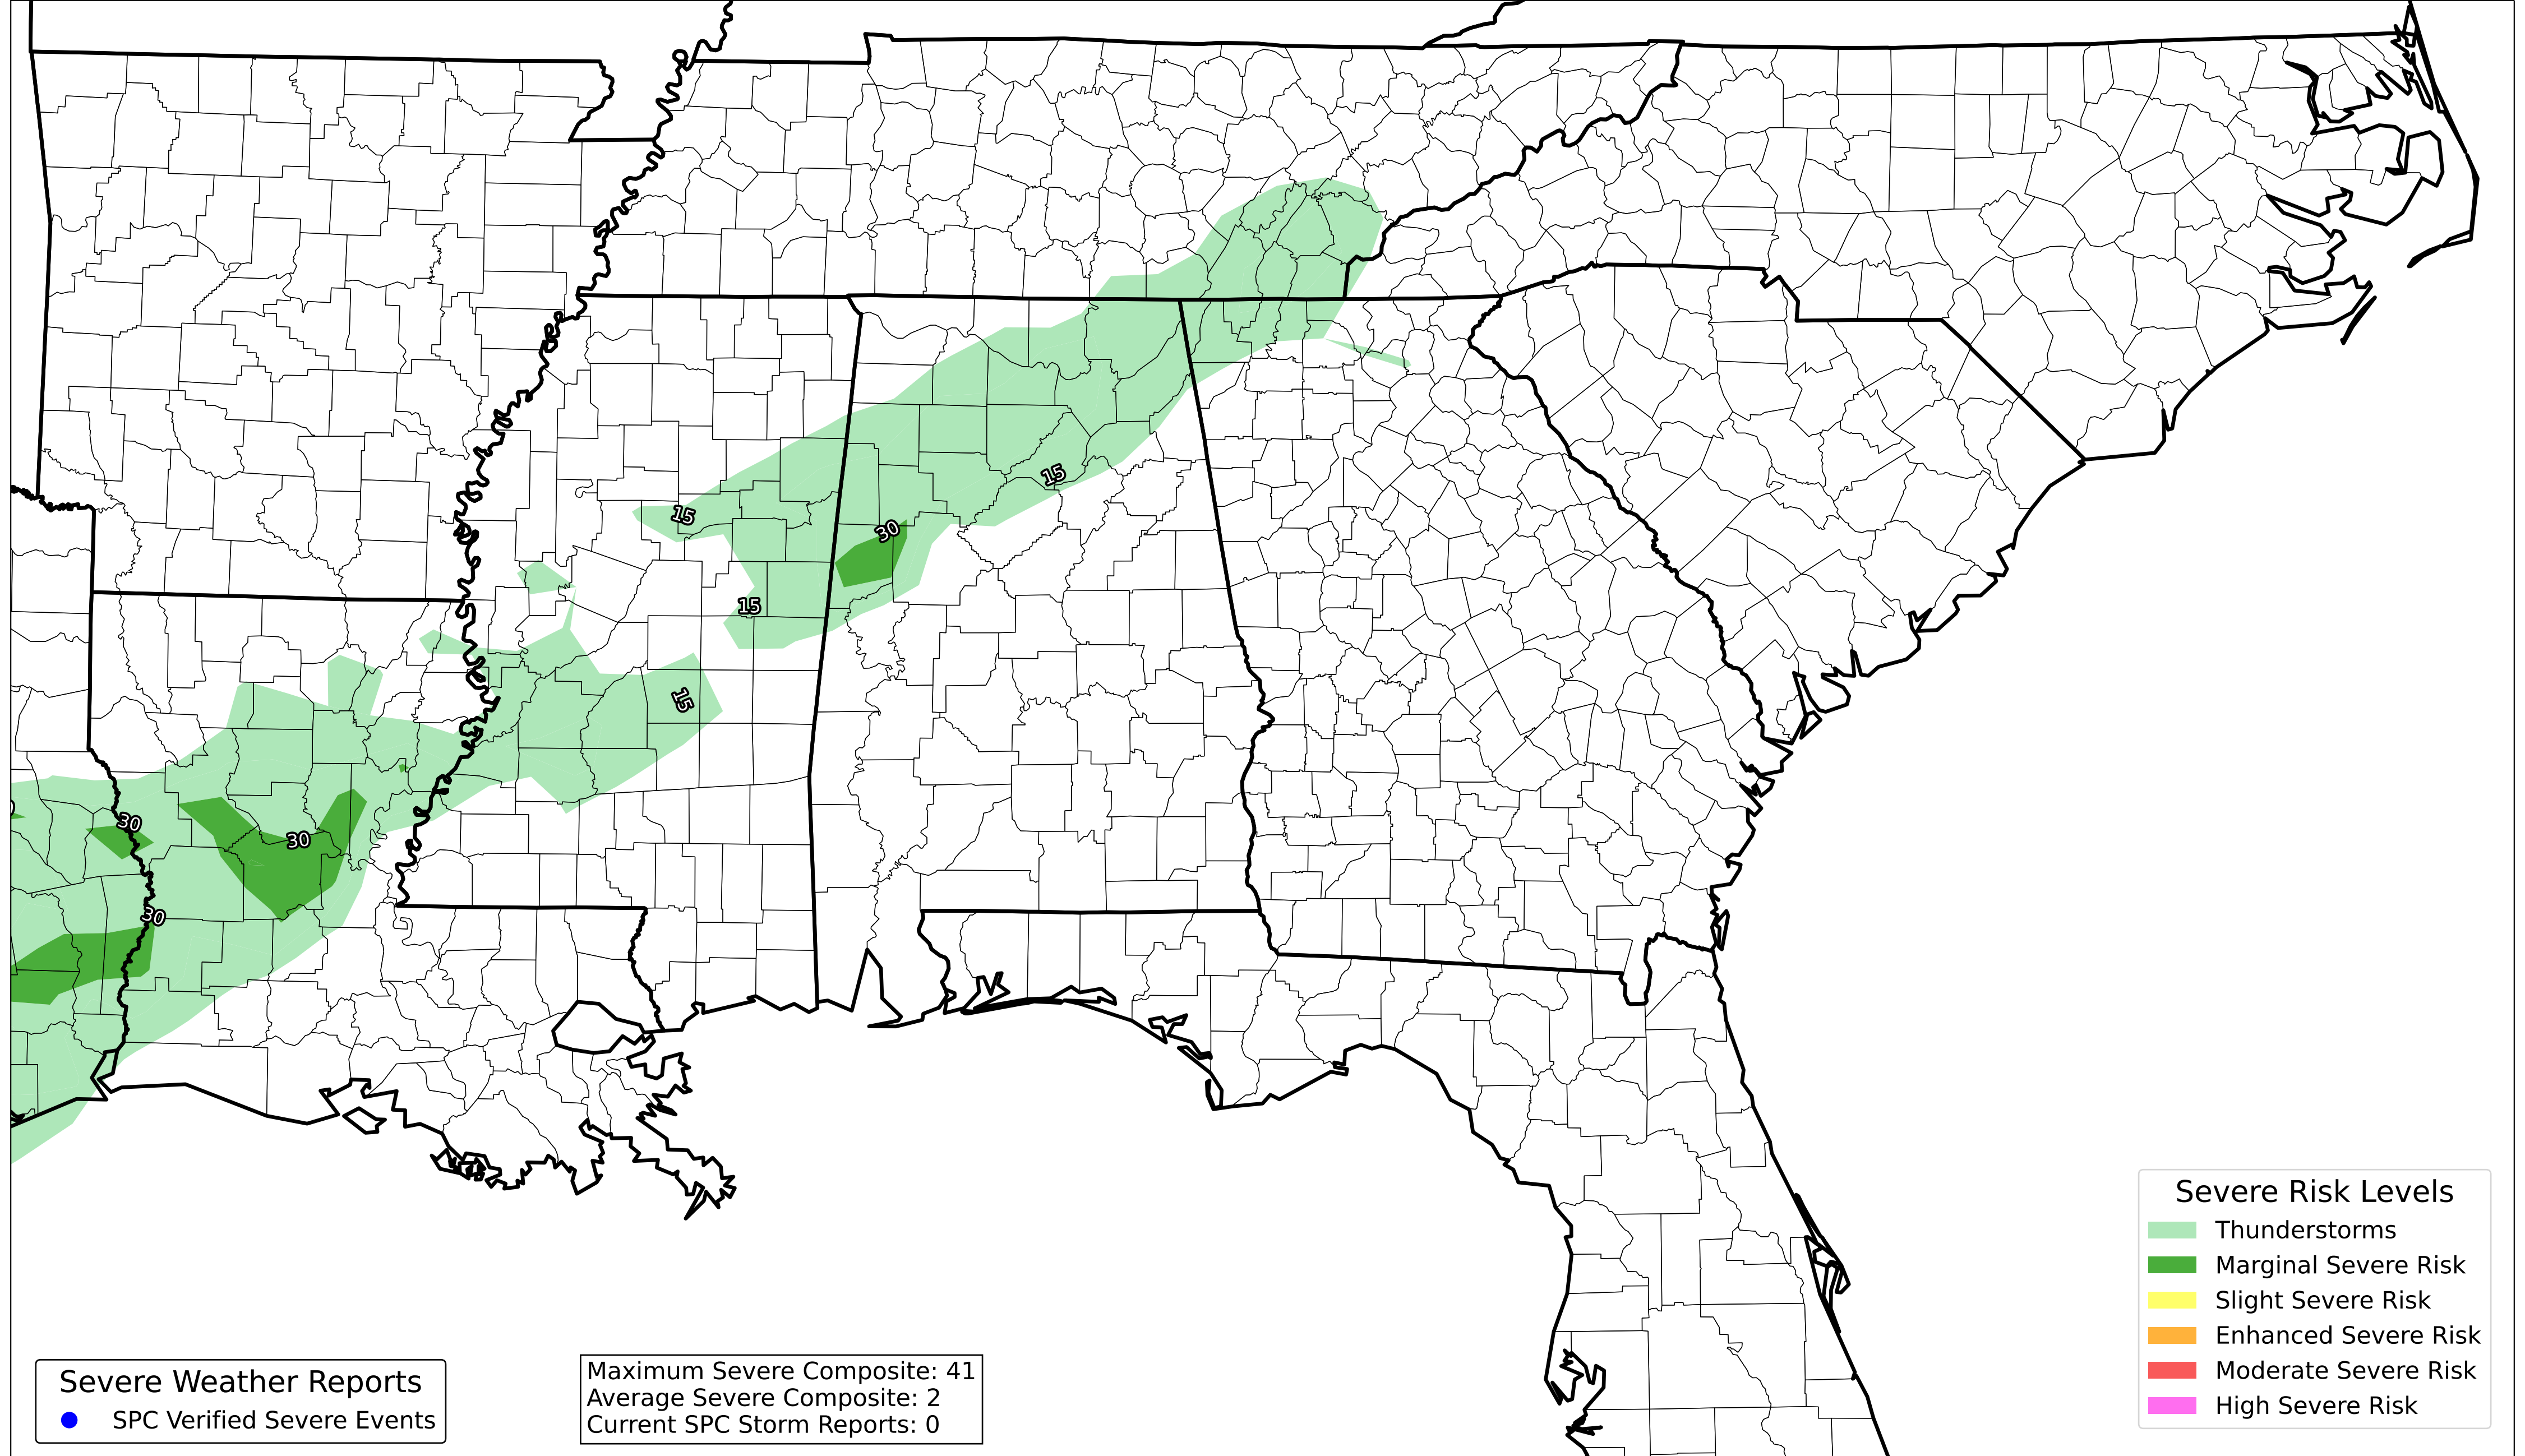 15
15
30
15
15
30
30
30
Severe Risk Levels
Thunderstorms
Marginal Severe Risk
Slight Severe Risk
Enhanced Severe Risk
Moderate Severe Risk
High Severe Risk
Severe Weather Reports
SPC Verified Severe Events
Maximum Severe Composite: 41
Average Severe Composite: 2
Current SPC Storm Reports: 0